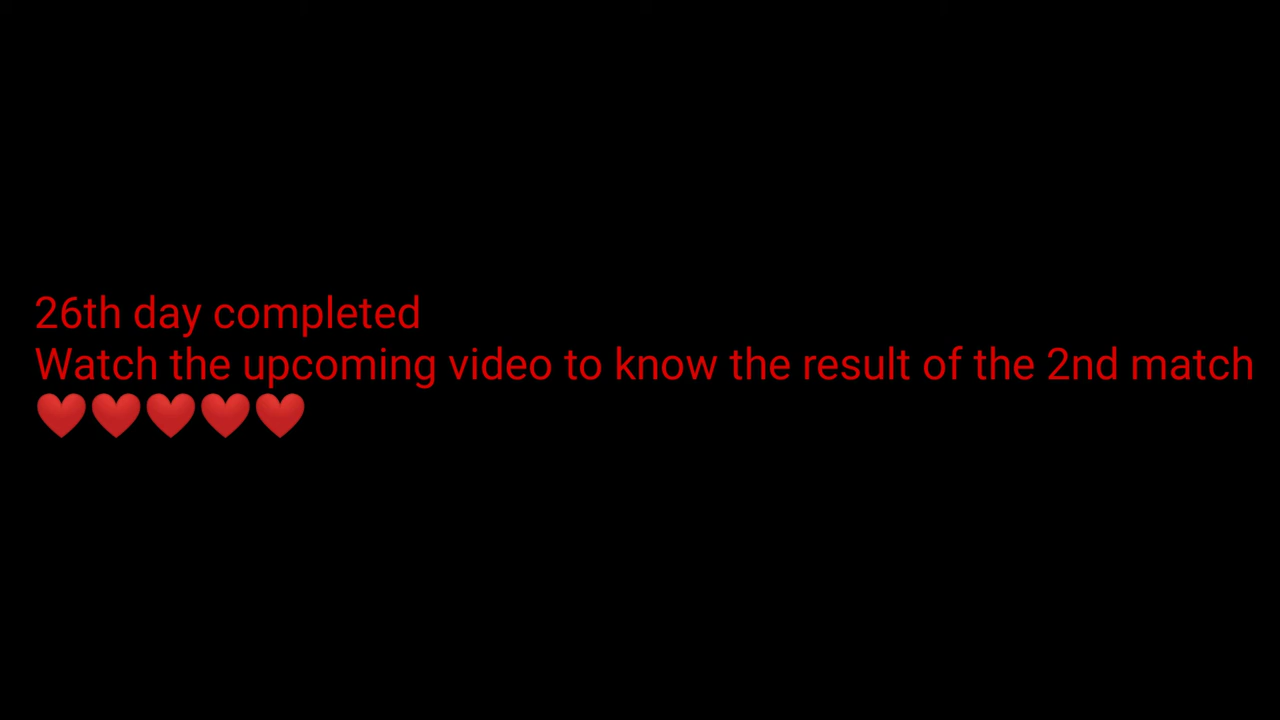 26th day completed
Watch the upcoming video to know the result of the 2nd match
❤️❤️❤️❤️❤️